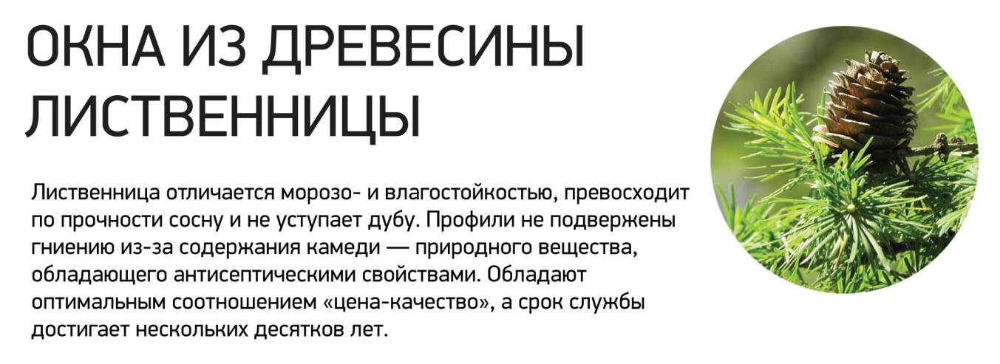 ОКНА ИЗ ДРЕВЕСИНЫ
ЛИСТВЕННИЦЫ
Лиственница отличается морозо- и влагостойкостью, превосходит
по прочности сосну и не уступает дубу. Профили не подвержены
гниению из-за содержания камеди — природного вещества,
обладающего антисептическими свойствами. Обладают
оптимальным соотношением «цена-качество», а срок службы
достигает нескольких десятков лет.